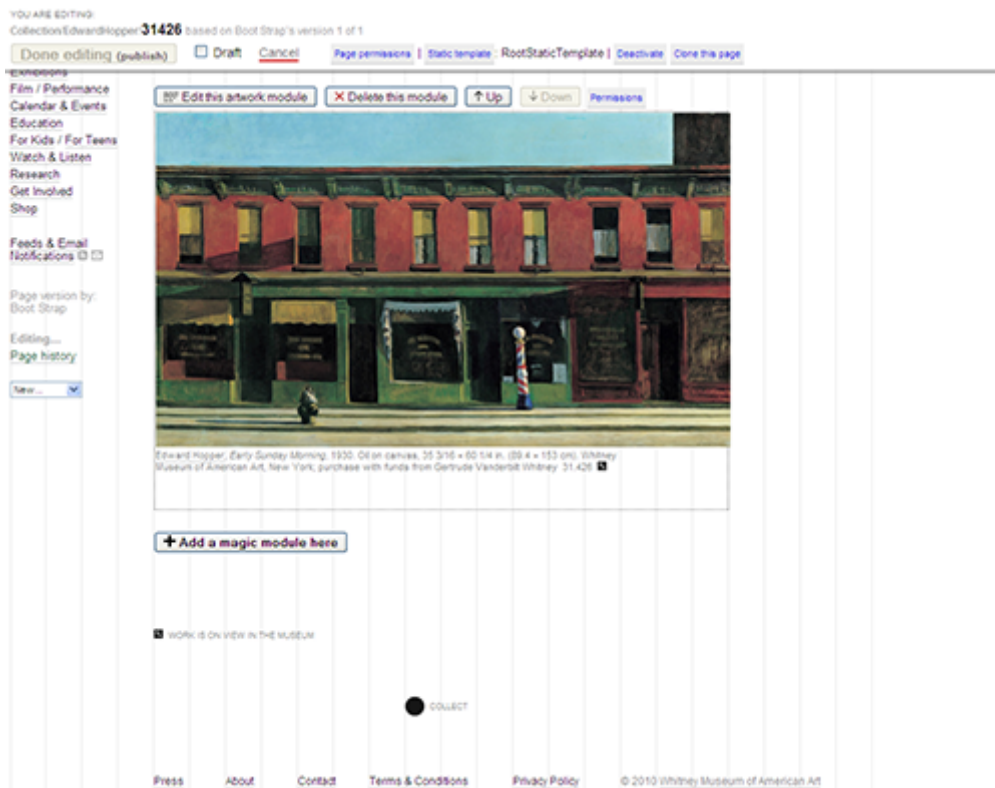 YOU ARE EDITING:
Collection/EdwardHopper/31426 based on Boot Strap's version 1 of 1
Done editing (publish) Draft Cancel Page permissions | Static template : RootStaticTemplate | Deactivate Clone this page
Exhibitions
Film / Performance
Calendar & Events
Education
For Kids / For Teens
Watch & Listen
Research
Get Involved
Shop
Feeds & Email
Notifications
Page version by:
Boot Strap
Editing...
Page history
New...
Edit this artwork module Delete this module Up Down Permissions
Edward Hopper, Early Sunday Morning, 1930. Oil on canvas, 35 3/16 × 60 1/4 in. (89.4 × 153 cm). Whitney
Museum of American Art, New York; purchase with funds from Gertrude Vanderbilt Whitney 31.426
Add a magic module here
WORK IS ON VIEW IN THE MUSEUM
COLLECT
Press About Contact Terms & Conditions Privacy Policy © 2010 Whitney Museum of American Art